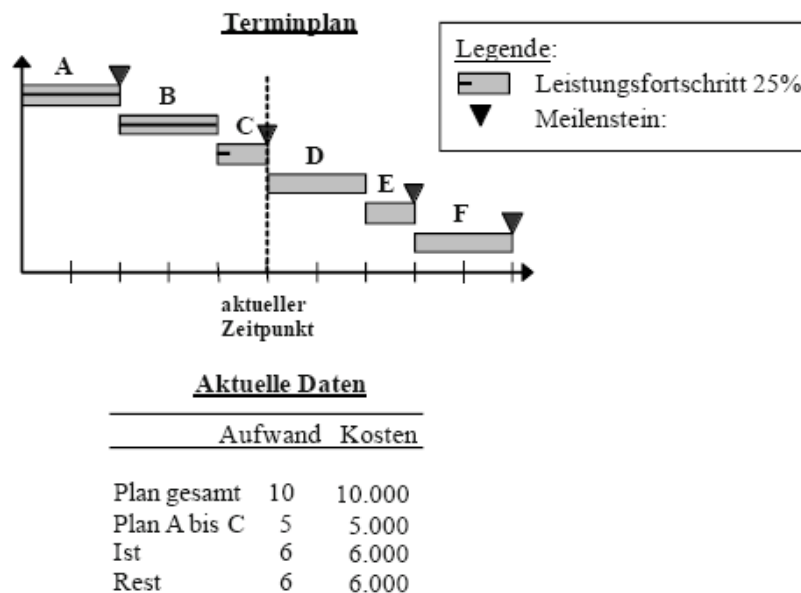 Terminplan
Legende:
Leistungsfortschritt 25%
Meilenstein:
A
B
C
D
E
F
aktueller
Zeitpunkt
Aktuelle Daten
Aufwand Kosten
Plan gesamt 10 10.000
Plan A bis C 5 5.000
Ist 6 6.000
Rest 6 6.000